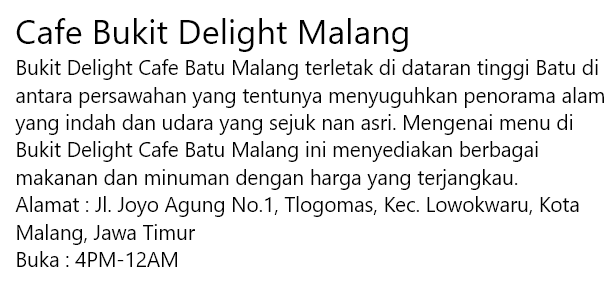 Cafe Bukit Delight Malang
Bukit Delight Cafe Batu Malang terletak di dataran tinggi Batu di
antara persawahan yang tentunya menyuguhkan penorama alam
yang indah dan udara yang sejuk nan asri. Mengenai menu di
Bukit Delight Cafe Batu Malang ini menyediakan berbagai
makanan dan minuman dengan harga yang terjangkau.
Alamat : Jl. Joyo Agung No.1, Tlogomas, Kec. Lowokwaru, Kota
Malang, Jawa Timur
Buka : 4PM-12AM